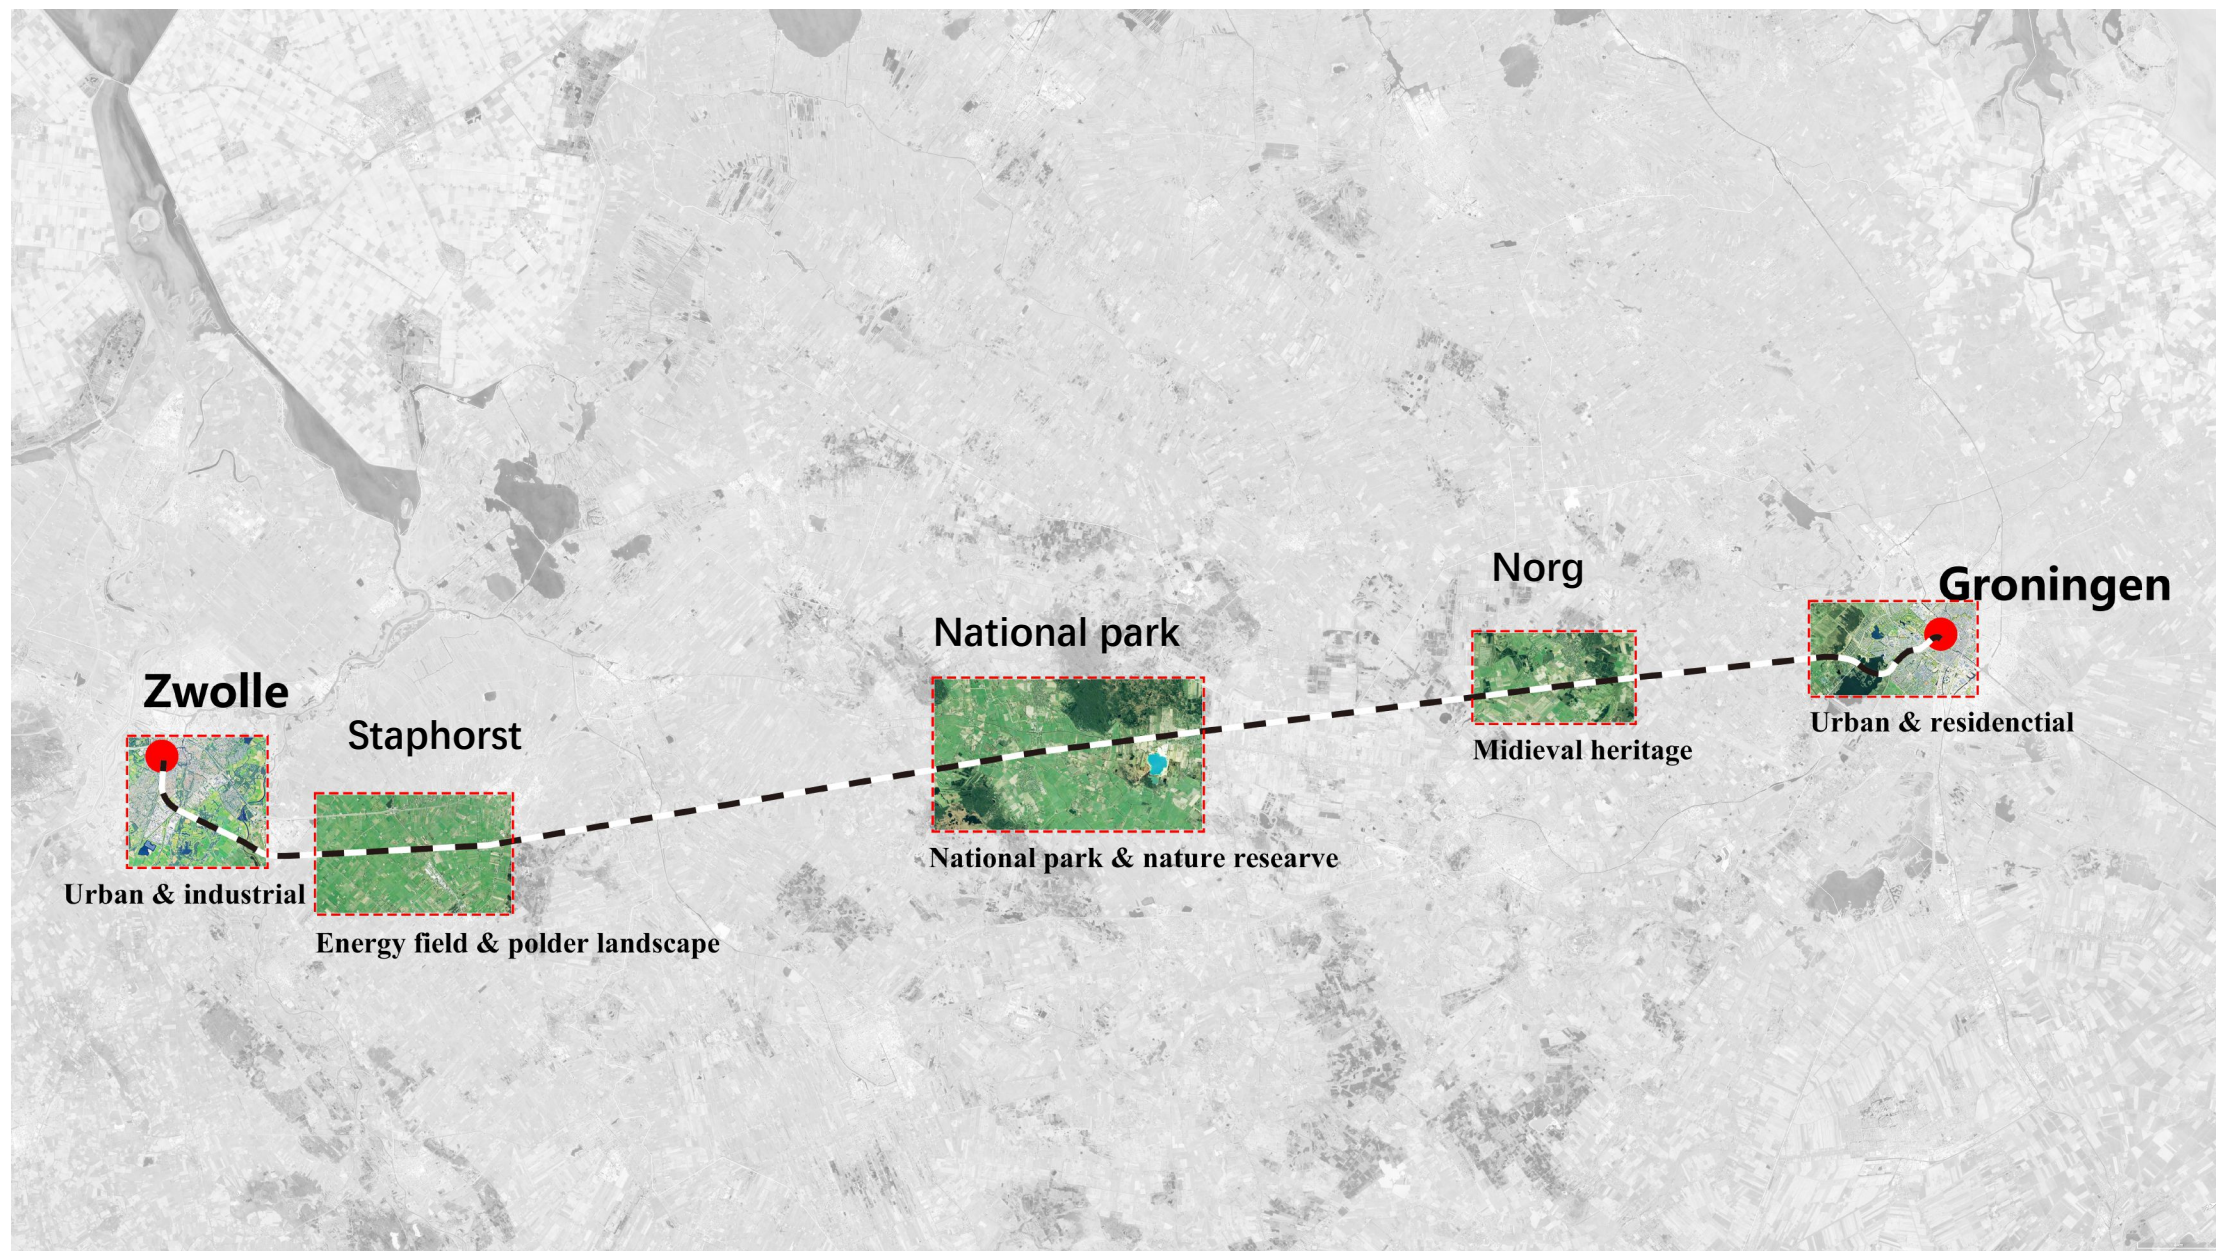 Norg
Groningen
National park
Zwolle
Staphorst
Urban & residenctial
Midieval heritage
National park & nature researve
Urban & industrial
Energy field & polder landscape